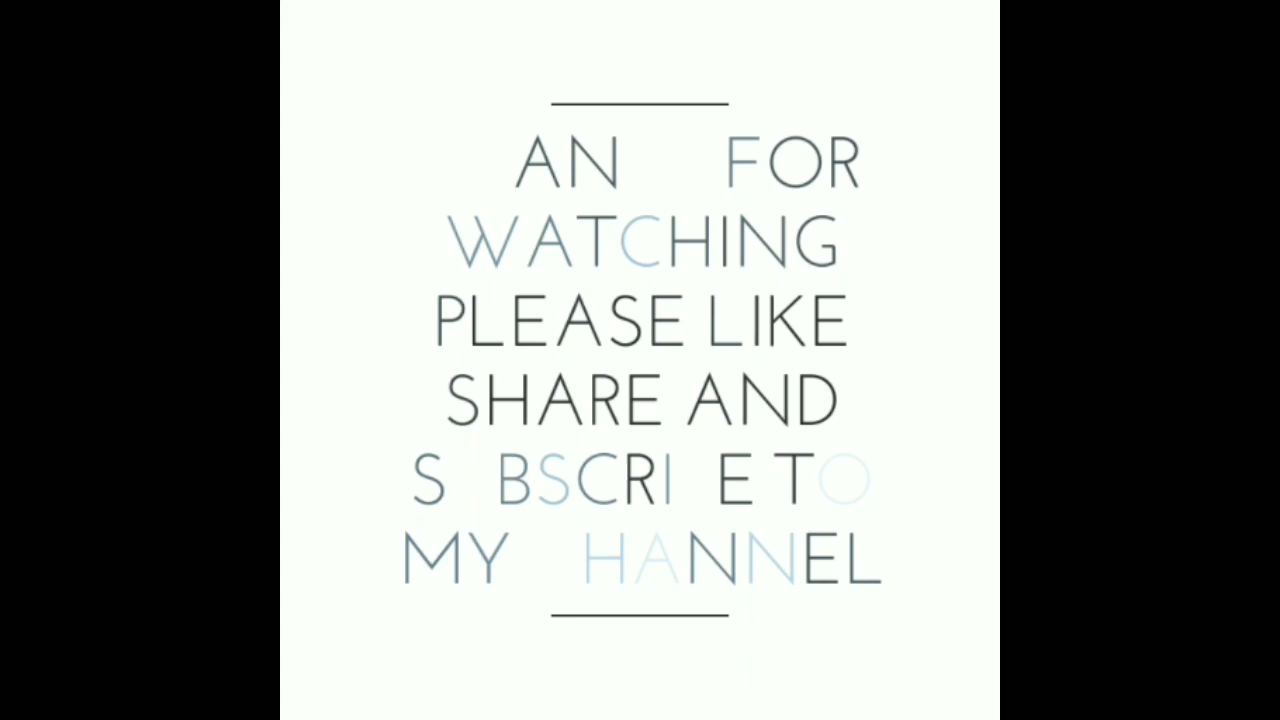 AN FOR
WATCHING
PLEASE LIKE
SHARE AND
S BSCRI E TO
MY HANNEL